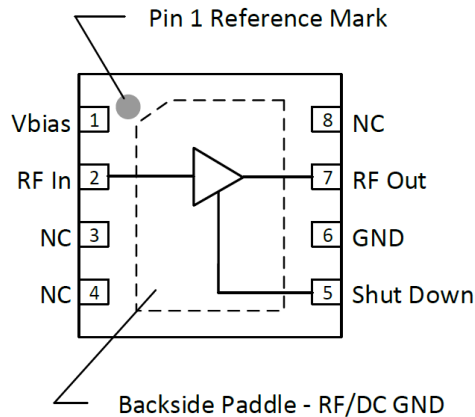 Pin 1 Reference Mark
Vbias 1
8 NC
RF In 2
7 RF Out
NC 3
6 GND
NC 4
5 Shut Down
Backside Paddle - RF/DC GND